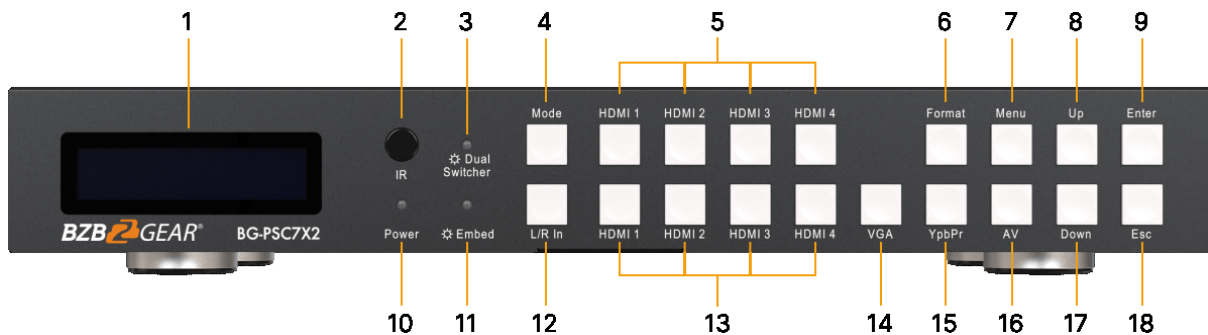 1 2 3 4 5 6 7 8 9
Mode HDMI 1 HDMI 2 HDMI 3 HDMI 4 Format Menu Up Enter
IR
Dual
Switcher
BZB GEAR® BG-PSC7X2
Power Embed L/R In HDMI 1 HDMI 2 HDMI 3 HDMI 4 VGA YpbPr AV Down Esc
10 11 12 13 14 15 16 17 18